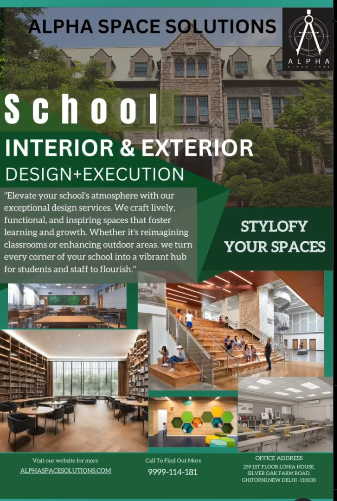 ALPHA SPACE SOLUTIONS
ALPHA
School
INTERIOR & EXTERIOR
DESIGN+EXECUTION
"Elevate your school's atmosphere with our
exceptional design services. We craft lively,
functional, and inspiring spaces that foster
learning and growth. Whether it's reimagining
classrooms or enhancing outdoor areas, we turn
every corner of your school into a vibrant hub
for students and staff to flourish."
STYLOFY
YOUR SPACES
Visit our website for more
ALPHASPACESOLUTIONS.COM
Call To Find Out More
9999-114-181
OFFICE ADDRESS
259 1ST FLOOR LOHIA HOUSE,
SILVER OAK FARM ROAD,
GHITORNI,NEW DELHI -110030